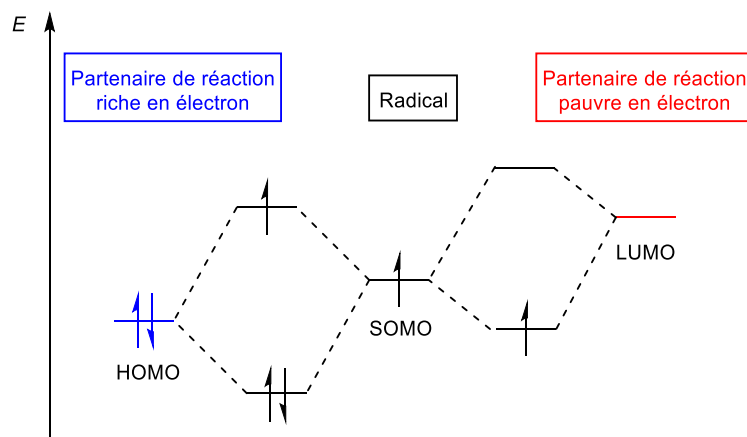 E
Partenaire de réaction
riche en électron
Radical
Partenaire de réaction
pauvre en électron
LUMO
SOMO
HOMO